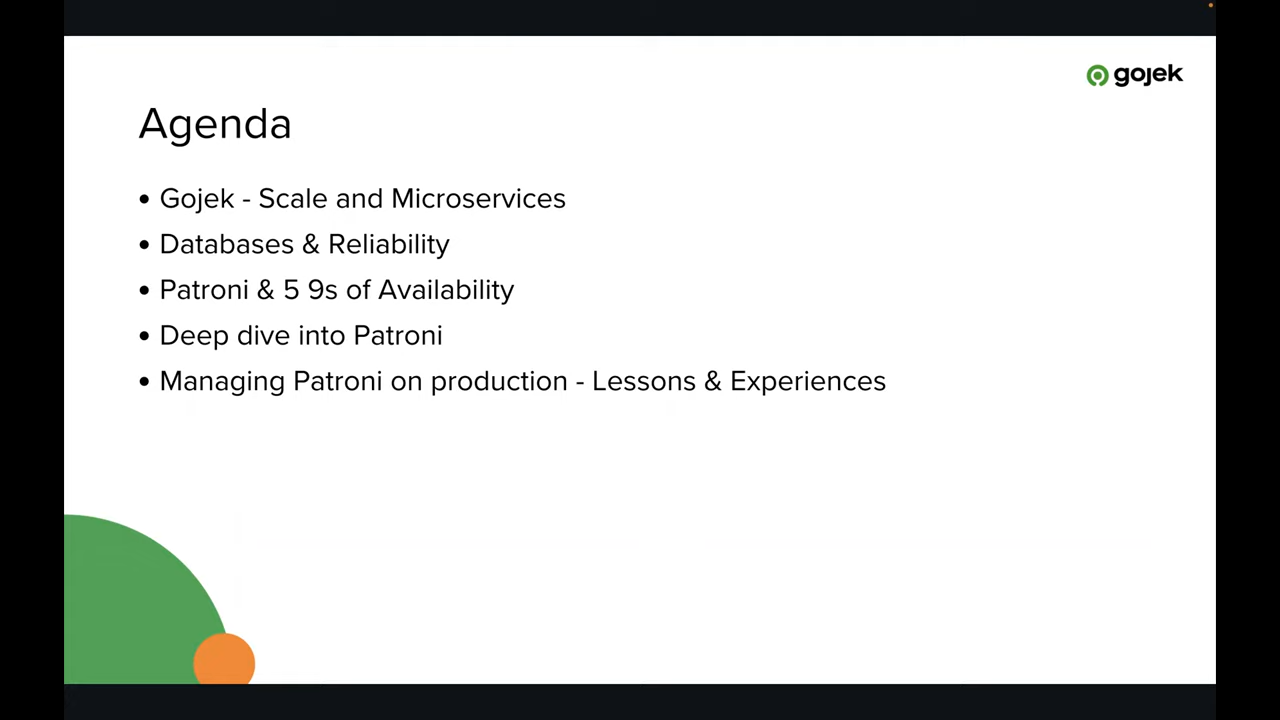 gojek
Agenda
• Gojek - Scale and Microservices
• Databases & Reliability
• Patroni & 5 9s of Availability
• Deep dive into Patroni
• Managing Patroni on production - Lessons & Experiences